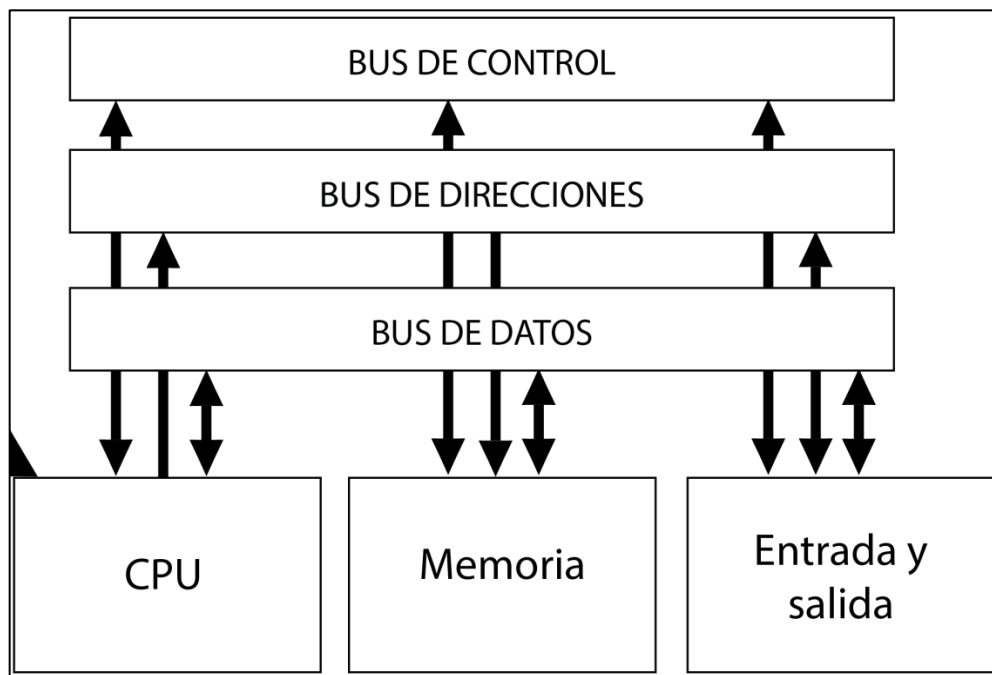 BUS DE CONTROL
BUS DE DIRECCIONES
BUS DE DATOS
CPU
Memoria
Entrada y
salida